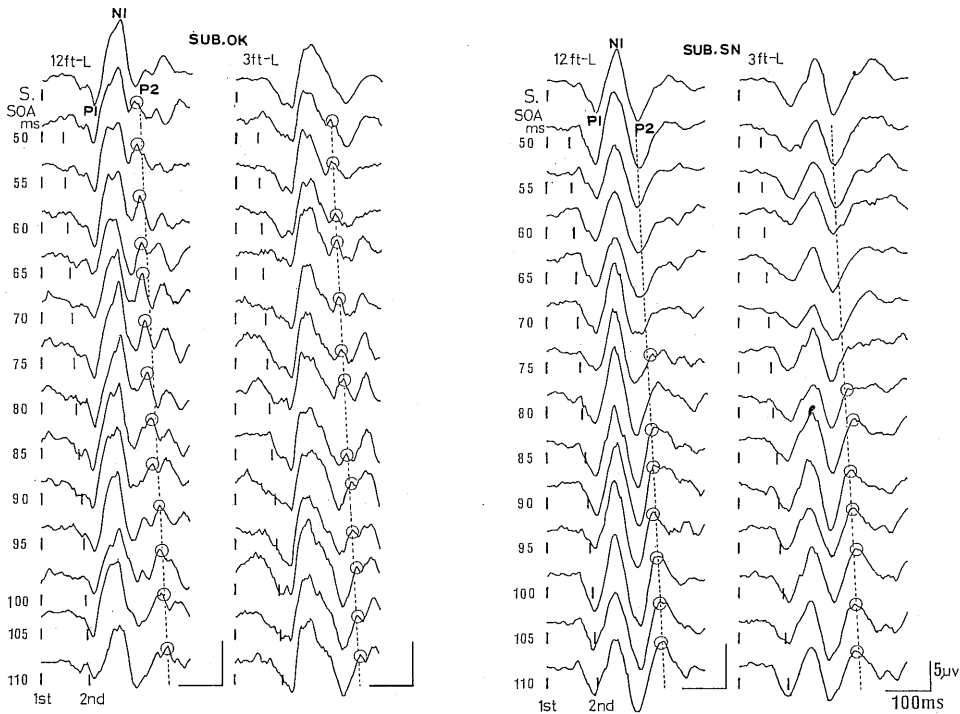 N1
SUB.OK
12ft-L
3ft-L
S.
SOA
ms
P1
P2
50
55
60
65
70
75
80
85
90
95
100
105
110
1st
2nd
N1
SUB.SN
12ft-L
3ft-L
S.
SOA
ms
P1
P2
50
55
60
65
70
75
80
85
90
95
100
105
110
1st
2nd
5μv
100ms